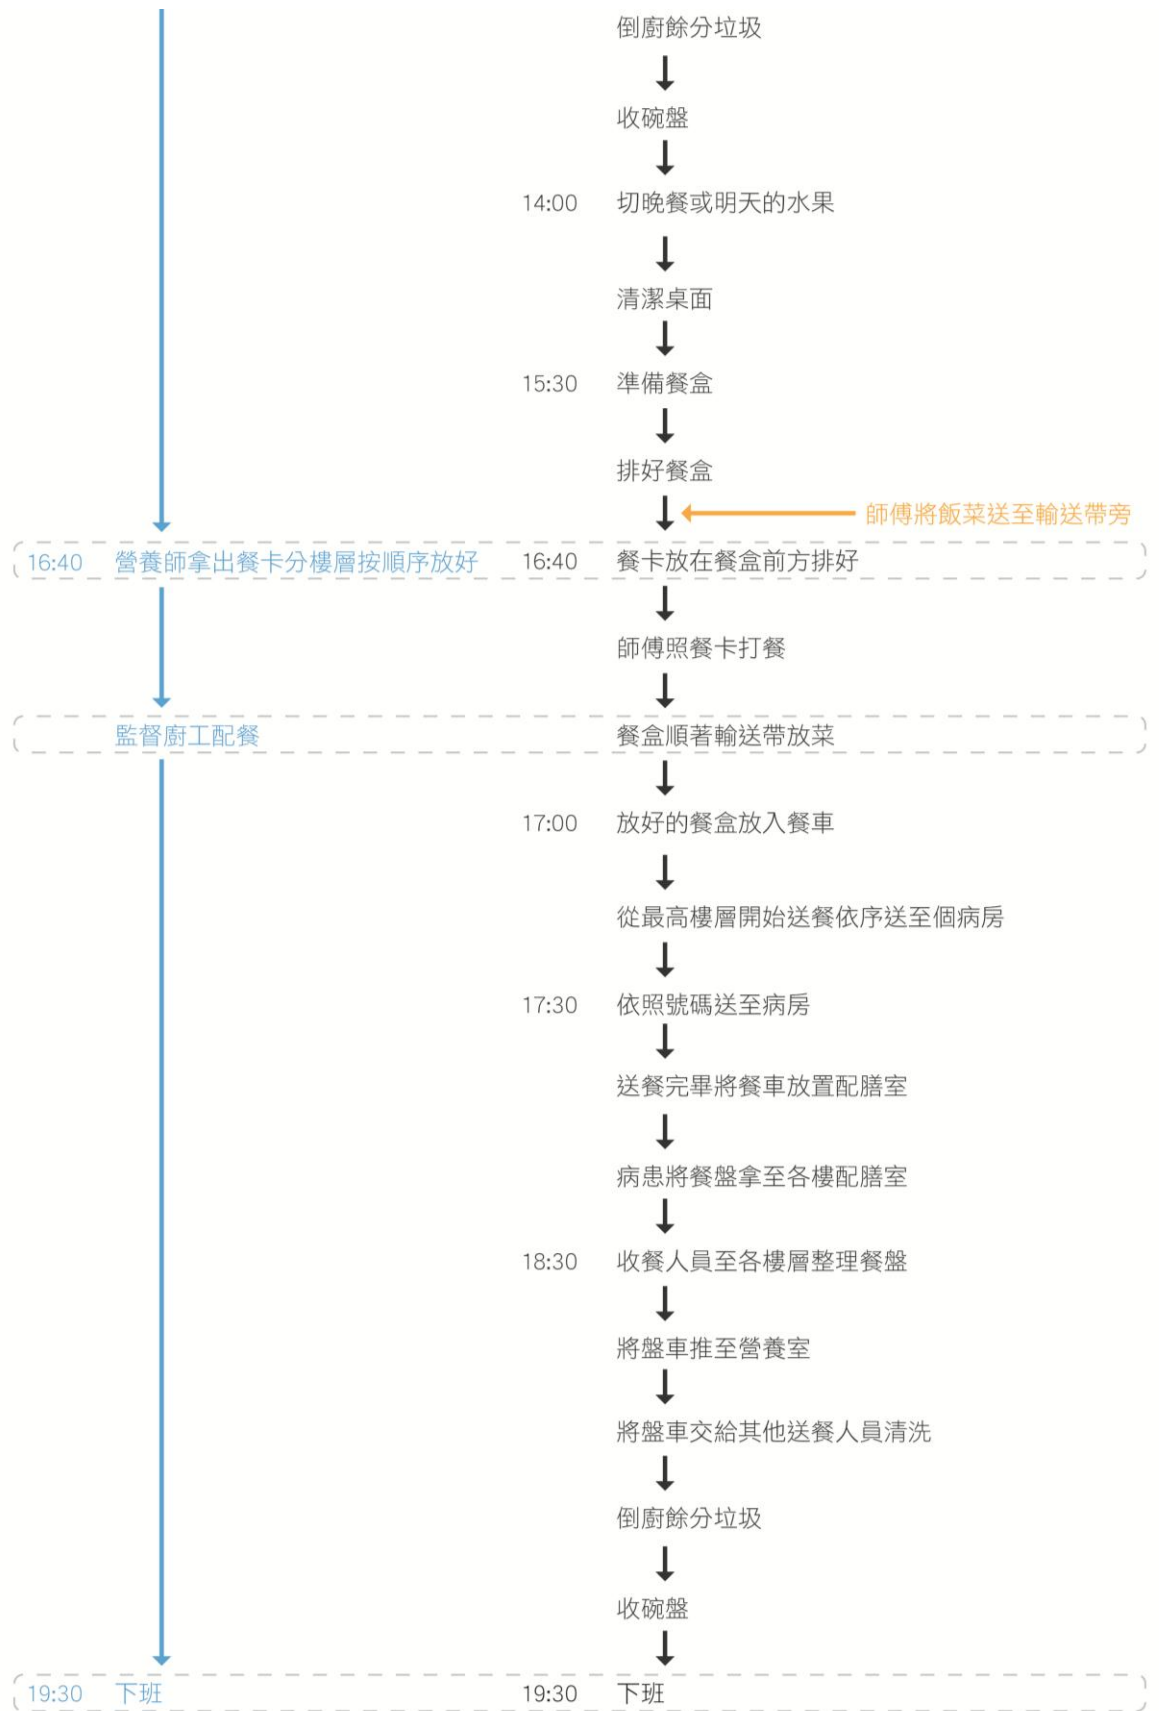 倒廚餘分垃圾
收碗盤
14:00 切晚餐或明天的水果
清潔桌面
15:30 準備餐盒
排好餐盒
師傅將飯菜送至輸送帶旁
16:40 營養師拿出餐卡分樓層按順序放好 16:40 餐卡放在餐盒前方排好
師傅照餐卡打餐
監督廚工配餐 餐盒順著輸送帶放菜
17:00 放好的餐盒放入餐車
從最高樓層開始送餐依序送至個病房
17:30 依照號碼送至病房
送餐完畢將餐車放置配膳室
病患將餐盤拿至各樓配膳室
18:30 收餐人員至各樓層整理餐盤
將盤車推至營養室
將盤車交給其他送餐人員清洗
倒廚餘分垃圾
收碗盤
19:30 下班 19:30 下班